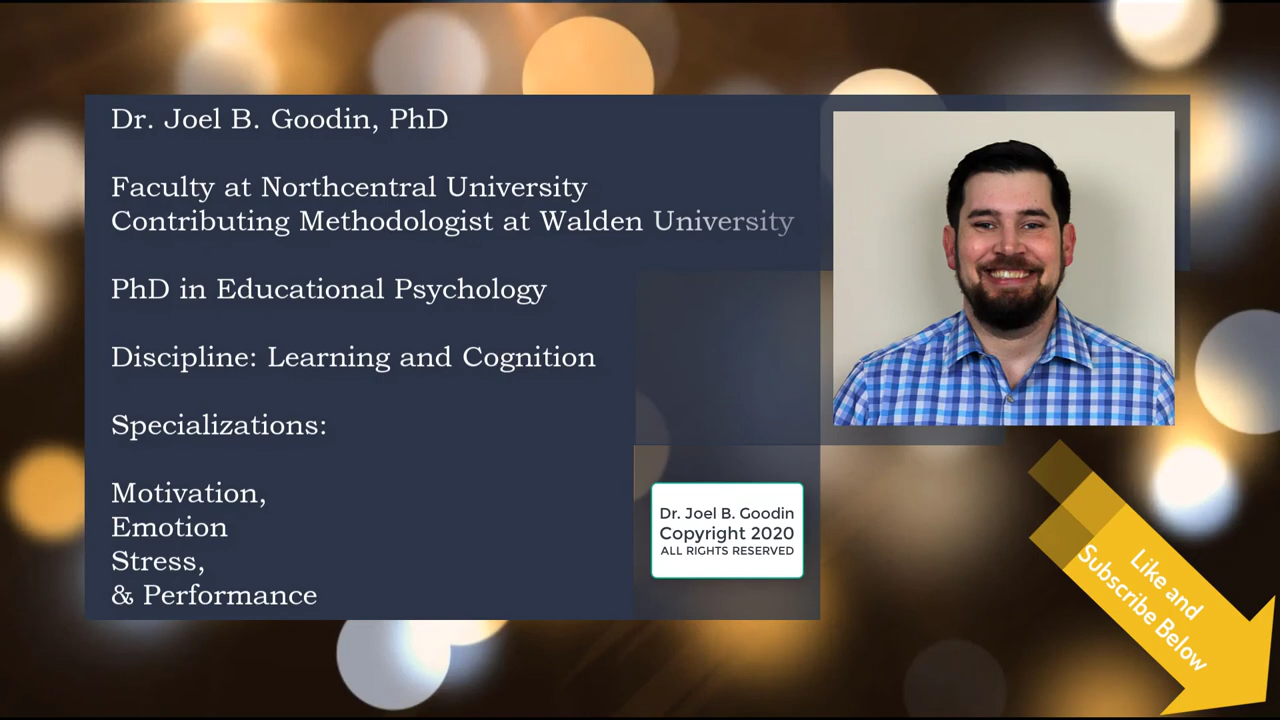 Dr. Joel B. Goodin, PhD
Faculty at Northcentral University
Contributing Methodologist at Walden University
PhD in Educational Psychology
Discipline: Learning and Cognition
Specializations:
Motivation,
Emotion
Stress,
& Performance
Dr. Joel B. Goodin
Copyright 2020
ALL RIGHTS RESERVED
Like and
Subscribe Below